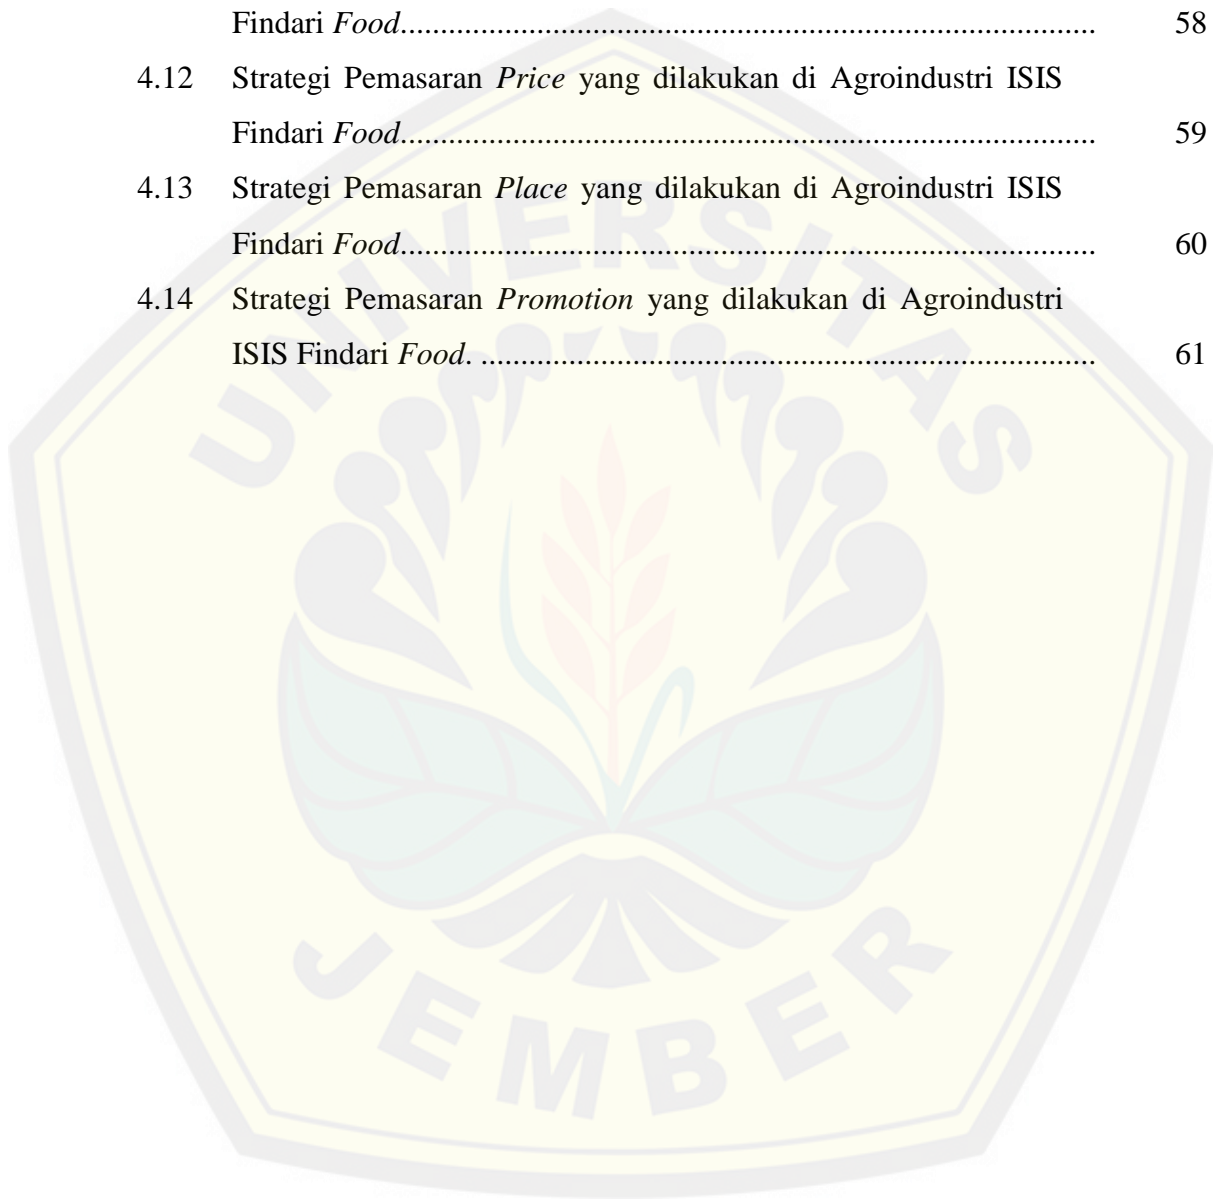 Findari Food...................................................................................... 58
4.12 Strategi Pemasaran Price yang dilakukan di Agroindustri ISIS
Findari Food...................................................................................... 59
4.13 Strategi Pemasaran Place yang dilakukan di Agroindustri ISIS
Findari Food...................................................................................... 60
4.14 Strategi Pemasaran Promotion yang dilakukan di Agroindustri
ISIS Findari Food. ............................................................................ 61
UNIVERSITAS
JEMBER